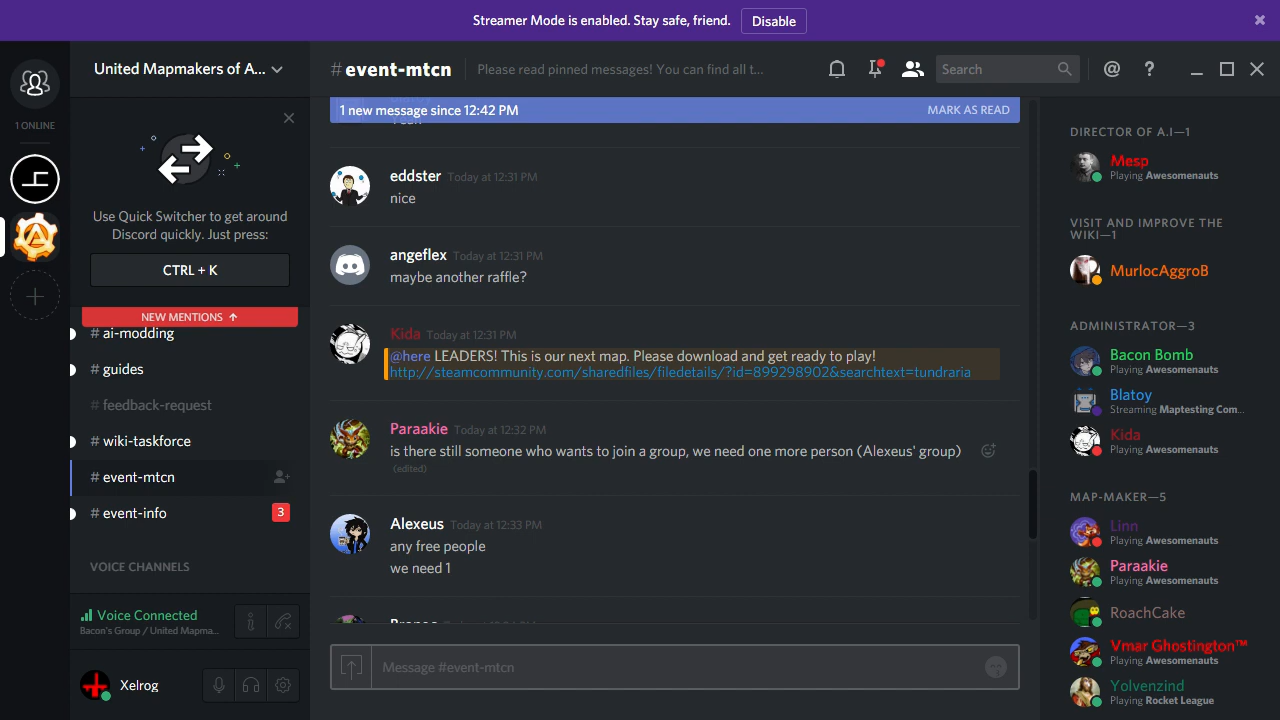 Streamer Mode is enabled. Stay safe, friend. Disable
1 ONLINE
United Mapmakers of A...
Use Quick Switcher to get around
Discord quickly. Just press:
CTRL + K
NEW MENTIONS
# ai-modding
# guides
# feedback-request
# wiki-taskforce
# event-mtcn
# event-info 3
VOICE CHANNELS
Voice Connected
Bacon's Group / United Mapma...
Xelrog
# event-mtcn Please read pinned messages! You can find all t... Search
1 new message since 12:42 PM MARK AS READ
eddster Today at 12:31 PM
nice
angeflex Today at 12:31 PM
maybe another raffle?
Kida Today at 12:31 PM
@here LEADERS! This is our next map. Please download and get ready to play!
http://steamcommunity.com/sharedfiles/filedetails/?id=899298902&searchtext=tundraria
Paraakie Today at 12:32 PM
is there still someone who wants to join a group, we need one more person (Alexeus' group)
(edited)
Alexeus Today at 12:33 PM
any free people
we need 1
Message #event-mtcn
DIRECTOR OF A.I—1
Mesp
Playing Awesomenauts
VISIT AND IMPROVE THE
WIKI—1
MurlocAggroB
ADMINISTRATOR—3
Bacon Bomb
Playing Awesomenauts
Blatoy
Streaming Maptesting Com...
Kida
Playing Awesomenauts
MAP-MAKER—5
Linn
Playing Awesomenauts
Paraakie
Playing Awesomenauts
RoachCake
Vmar Ghostington™
Playing Awesomenauts
Yolvenzind
Playing Rocket League